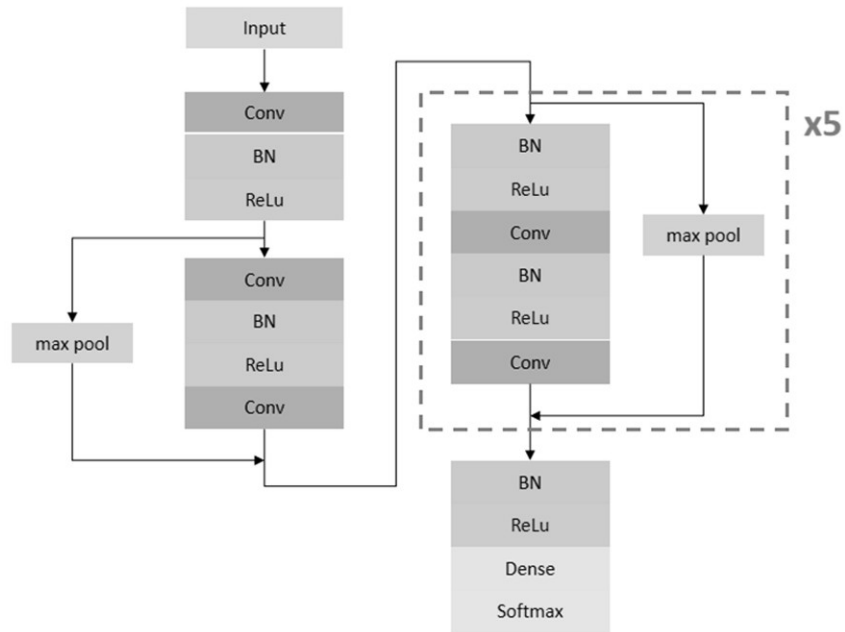 Input
Conv
BN
ReLu
Conv
BN
ReLu
Conv
max pool
x5
BN
ReLu
Conv
BN
ReLu
Conv
max pool
BN
ReLu
Dense
Softmax